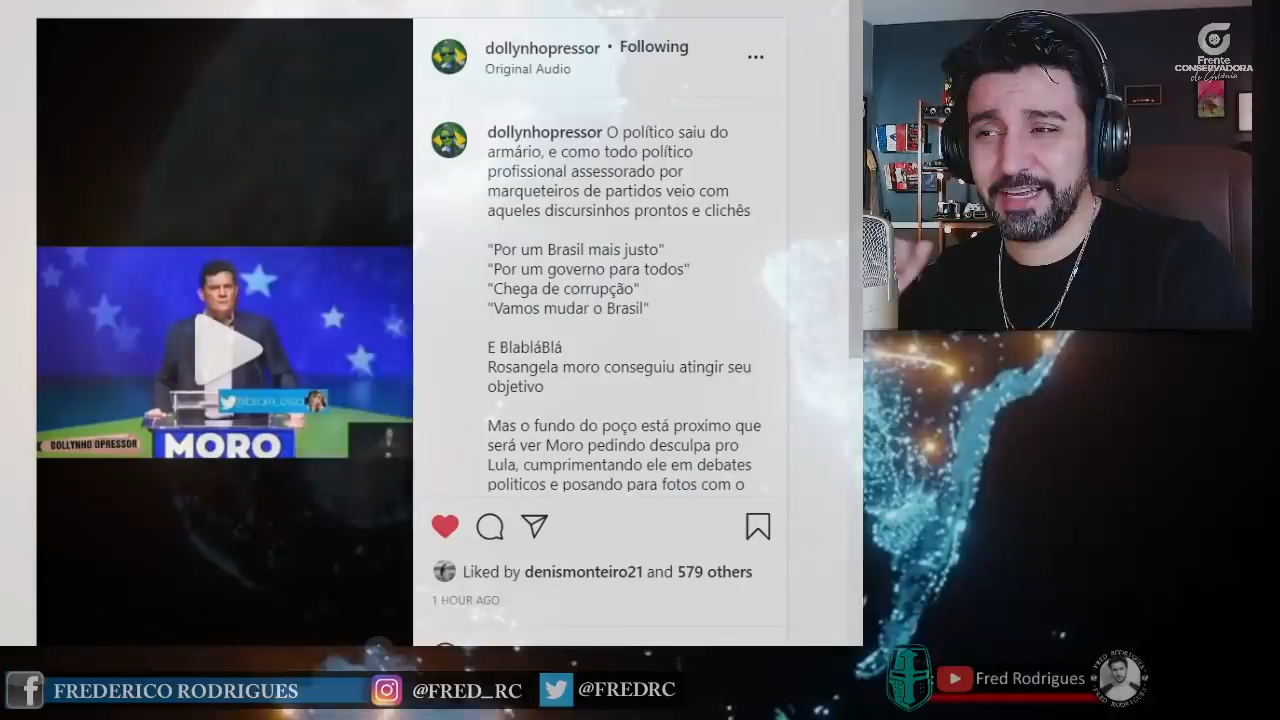 dollynhopressor • Following
Original Audio
dollynhopressor O político saiu do
armário, e como todo político
profissional assessorado por
marqueteiros de partidos veio com
aqueles discursinhos prontos e clichês
"Por um Brasil mais justo"
"Por um governo para todos"
"Chega de corrupção"
"Vamos mudar o Brasil"
E BlabláBlá
Rosangela moro conseguiu atingir seu
objetivo
Mas o fundo do poço está proximo que
será ver Moro pedindo desculpa pro
Lula, cumprimentando ele em debates
politicos e posando para fotos com o
Liked by denismonteiro21 and 579 others
1 HOUR AGO
DOLLYNHO OPRESSOR
MORO
Frente
CONSERVADORA
de Goiânia
FREDERICO RODRIGUES
@FRED_RC
@FREDRC
Fred Rodrigues
FRED RODRIGUES